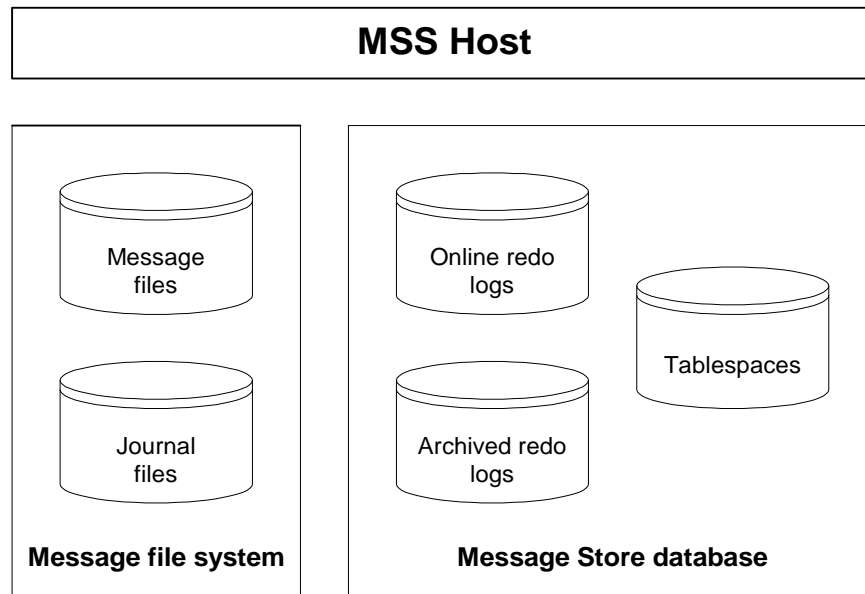 MSS Host
Message
files
Journal
files
Message file system
Online redo
logs
Archived redo
logs
Tablespaces
Message Store database